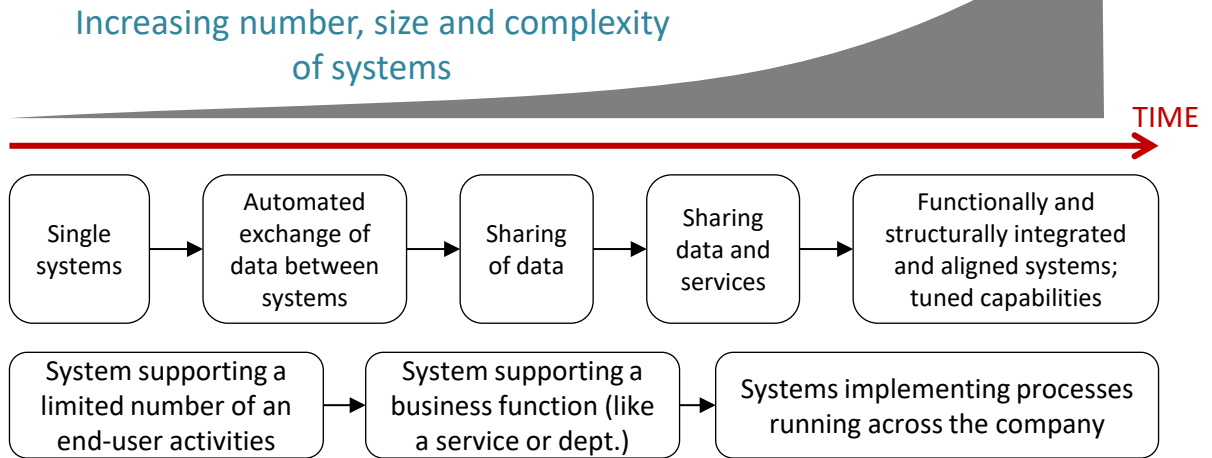 Increasing number, size and complexity
of systems
TIME
Single
systems
Automated
exchange of
data between
systems
Sharing
of data
Sharing
data and
services
Functionally and
structurally integrated
and aligned systems;
tuned capabilities
System supporting a
limited number of an
end-user activities
System supporting a
business function (like
a service or dept.)
Systems implementing processes
running across the company